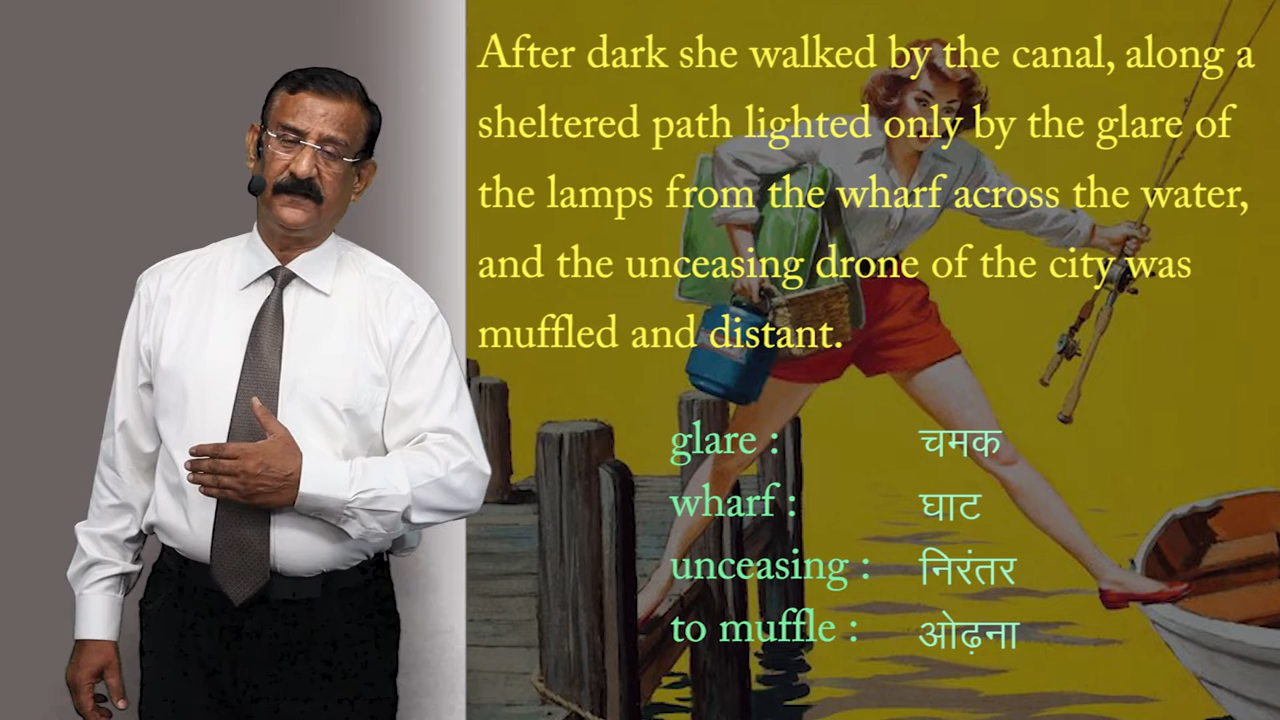 After dark she walked by the canal, along a
sheltered path lighted only by the glare of
the lamps from the wharf across the water,
and the unceasing drone of the city was
muffled and distant.
glare : चमक
wharf : घाट
unceasing : निरंतर
to muffle : ओढ़ना